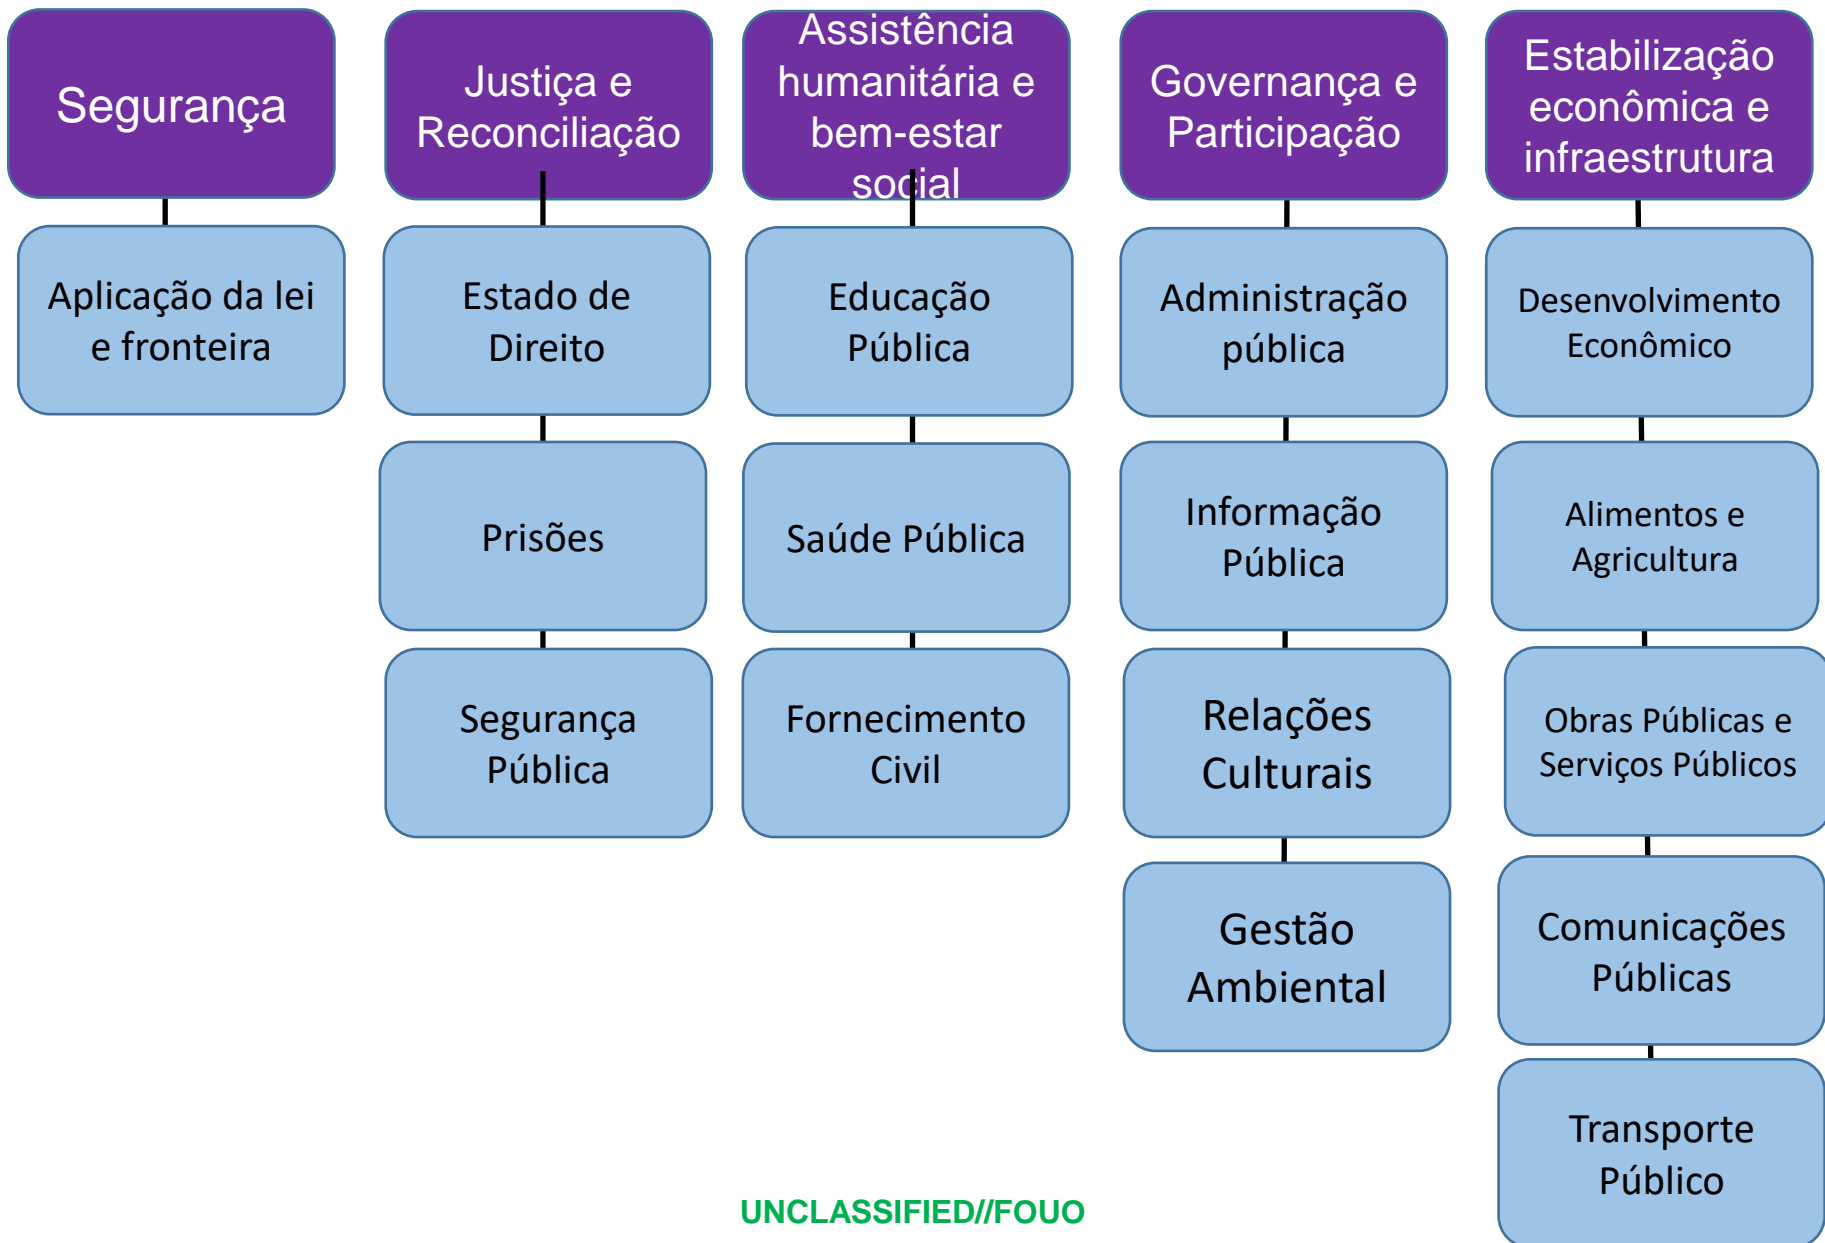 Segurança
Aplicação da lei
e fronteira
Justiça e
Reconciliação
Estado de
Direito
Prisões
Segurança
Pública
Assistência
humanitária e
bem-estar
social
Educação
Pública
Saúde Pública
Fornecimento
Civil
Governança e
Participação
Administração
pública
Informação
Pública
Relações
Culturais
Gestão
Ambiental
Estabilização
econômica e
infraestrutura
Desenvolvimento
Econômico
Alimentos e
Agricultura
Obras Públicas e
Serviços Públicos
Comunicações
Públicas
Transporte
Público
UNCLASSIFIED//FOUO